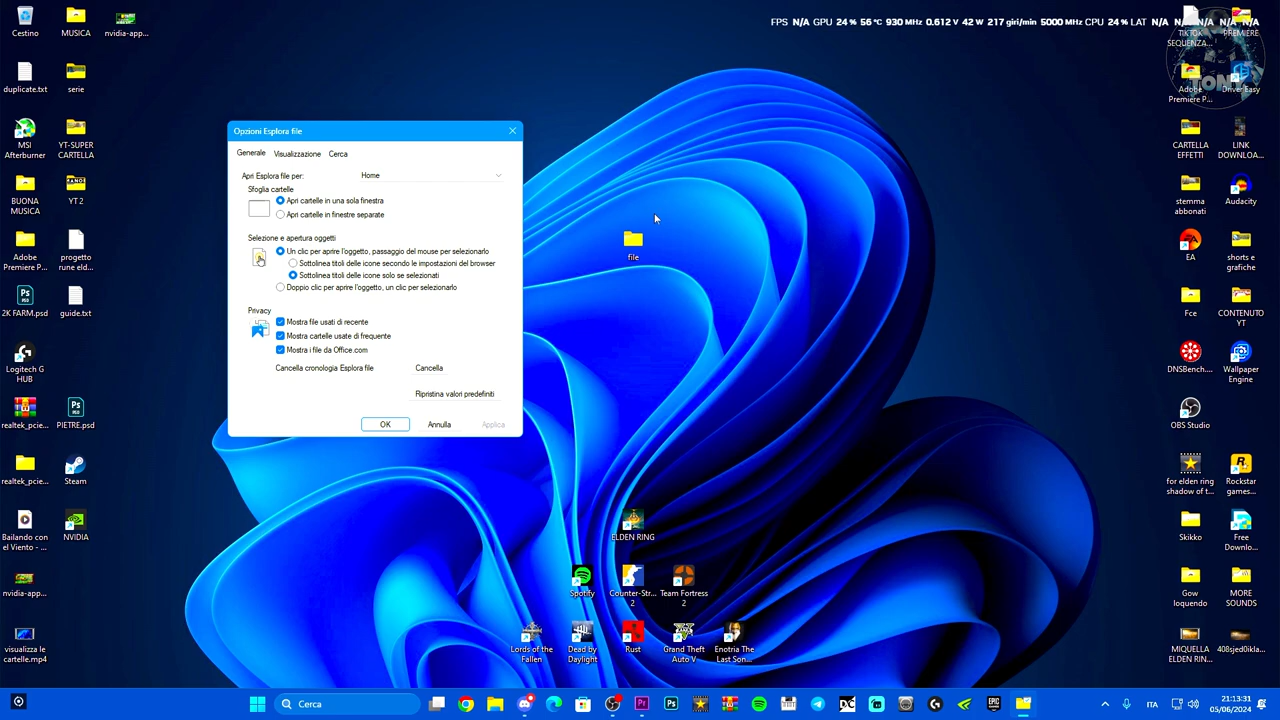 FPS N/A GPU 24 % 56 °C 930 MHz 0.612 V 42 W 217 giri/min 5000 MHz CPU 24 % LAT N/A N/A N/A N/A N/A
Cestino
MUSICA
nvidia-app...
TIKTOK
SEQUENZA...
PREMIERE
TONY
duplicate.txt
serie
Adobe
Premiere P...
Driver Easy
MSI
Afterburner
YT-SUPER
CARTELLA
CARTELLA
EFFETTI
LINK
DOWNLOA...
BUONA
MUSICA
YT 2
stemma
abbonati
Audacity
Adobe
Premiere P...
progetto
rune eld...
EA
shorts e
grafiche
2K FARM.psd
guide.txt
Fce
CONTENUTO
YT
Logitech G
HUB
DNSBench...
Wallpaper
Engine
realtek_pcie...
PIETRE.psd
OBS Studio
realtek_pcie...
Steam
for elden ring
shadow of t...
Rockstar
games...
Bailando con
el Viento - ...
NVIDIA
Skikko
Free
Downlo...
nvidia-app...
Gow
loquendo
MORE
SOUNDS
visualizza le
cartelle.mp4
MIQUELLA
ELDEN RIN...
408sjed0ikla...
Opzioni Esplora file
Generale Visualizzazione Cerca
Apri Esplora file per: Home
Sfoglia cartelle
Apri cartelle in una sola finestra
Apri cartelle in finestre separate
Selezione e apertura oggetti
Un clic per aprire l'oggetto, passaggio del mouse per selezionarlo
Sottolinea titoli delle icone secondo le impostazioni del browser
Sottolinea titoli delle icone solo se selezionati
Doppio clic per aprire l'oggetto, un clic per selezionarlo
Privacy
Mostra file usati di recente
Mostra cartelle usate di frequente
Mostra i file da Office.com
Cancella cronologia Esplora file Cancella
Ripristina valori predefiniti
OK Annulla Applica
file
ELDEN RING
Spotify
Counter-Str...
2
Team Fortress
2
Lords of the
Fallen
Dead by
Daylight
Rust
Grand Theft
Auto V
Enotria The
Last Son...
Cerca
ITA
21:13:31
05/06/2024